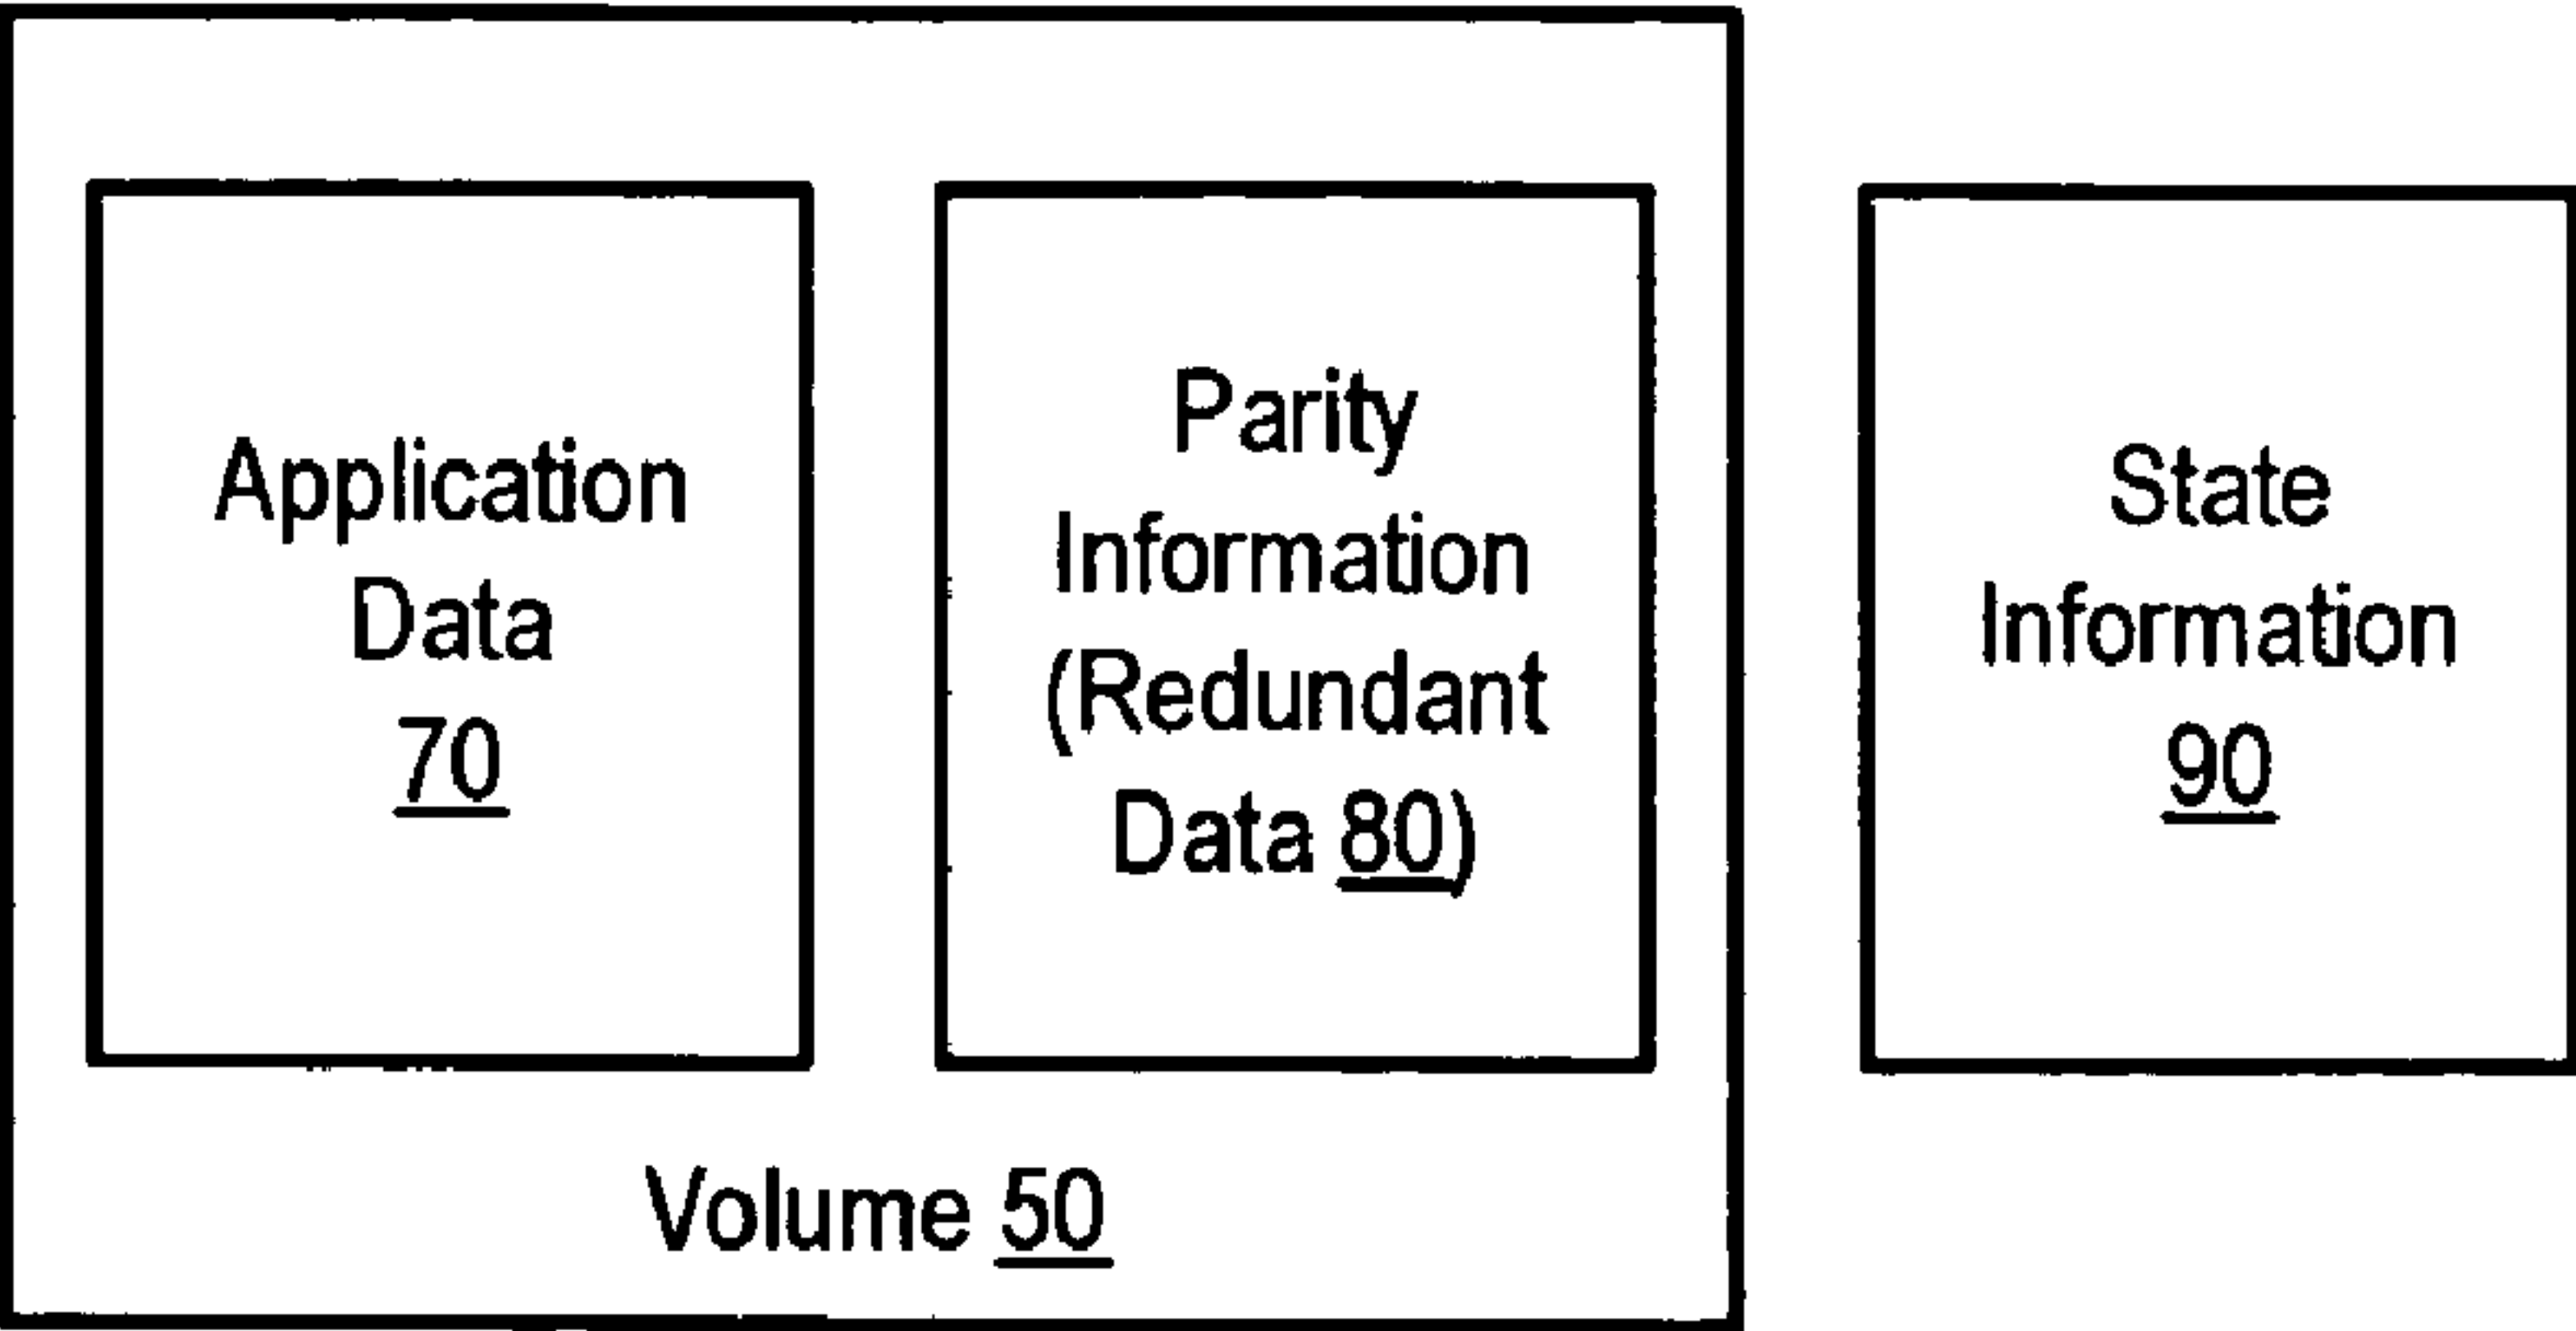 Application
Data
70
Parity
Information
(Redundant
Data 80)
State
Information
90
Volume 50